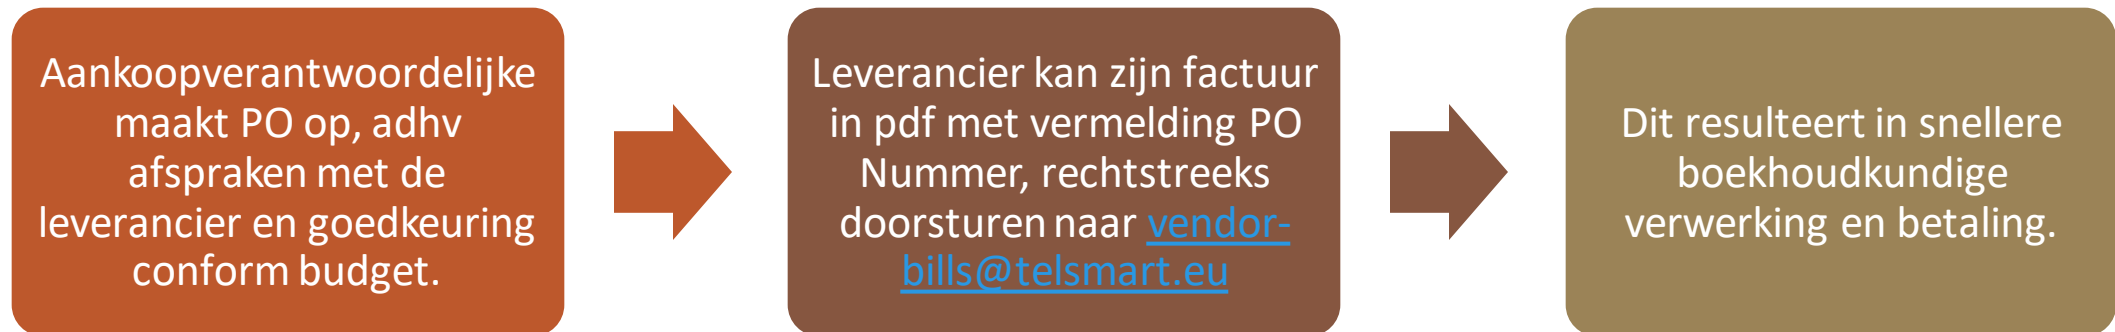 Aankoopverantwoordelijke
maakt PO op, adhv
afspraken met de
leverancier en goedkeuring
conform budget.
Leverancier kan zijn factuur
in pdf met vermelding PO
Nummer, rechtstreeks
doorsturen naar vendor-
bills@telsmart.eu
Dit resulteert in snellere
boekhoudkundige
verwerking en betaling.